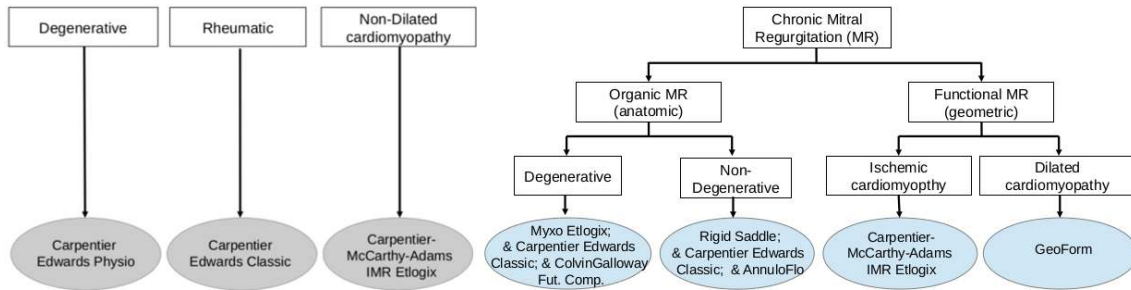 Degenerative
Rheumatic
Non-Dilated
cardiomyopathy
Carpentier
Edwards Physio
Carpentier
Edwards Classic
Carpentier-
McCarthy-Adams
IMR Etlogix
Chronic Mitral
Regurgitation (MR)
Organic MR
(anatomic)
Functional MR
(geometric)
Degenerative
Non-
Degenerative
Ischemic
cardiomyopthy
Dilated
cardiomyopathy
Myxo Etlogix;
& Carpentier Edwards
Classic; & ColvinGalloway
Fut. Comp.
Rigid Saddle;
& Carpentier Edwards
Classic; & AnnuloFlo
Carpentier-
McCarthy-Adams
IMR Etlogix
GeoForm